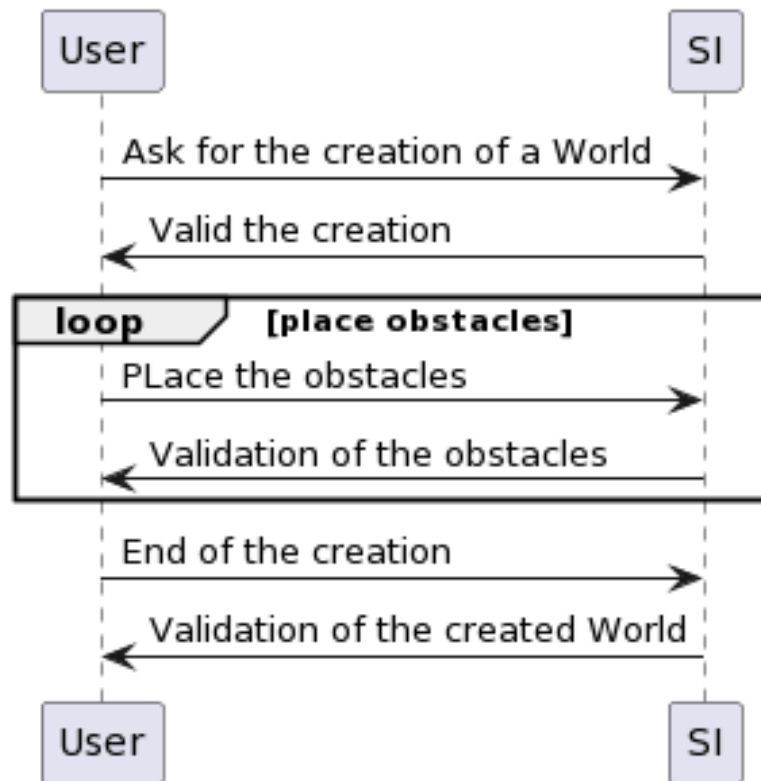 User SI
Ask for the creation of a World
Valid the creation
loop [place obstacles]
PLace the obstacles
Validation of the obstacles
End of the creation
Validation of the created World
User SI